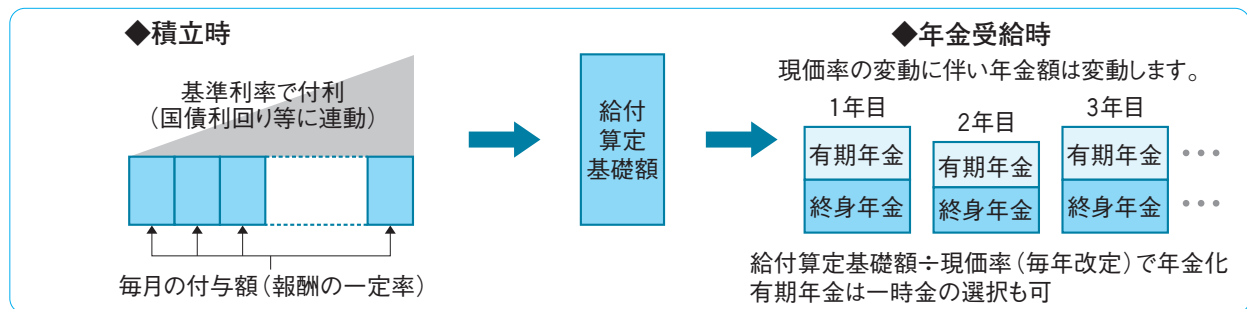 ◆積立時
基準利率で付利
（国債利回り等に連動）
毎月の付与額（報酬の一定率）
給付
算定
基礎額
◆年金受給時
現価率の変動に伴い年金額は変動します。
1年目
有期年金
終身年金
2年目
有期年金
終身年金
3年目
有期年金
終身年金
･･･
･･･
給付算定基礎額÷現価率（毎年改定）で年金化
有期年金は一時金の選択も可